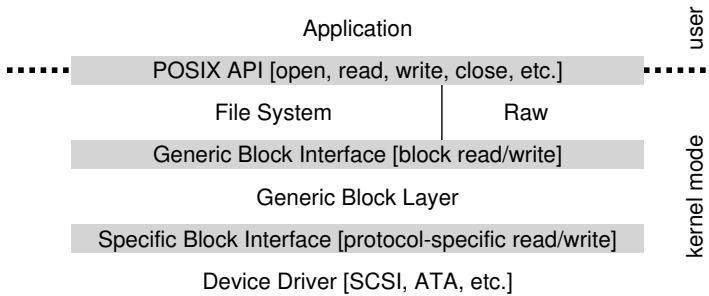 Application
user
POSIX API [open, read, write, close, etc.]
File System
Raw
Generic Block Interface [block read/write]
Generic Block Layer
kernel mode
Specific Block Interface [protocol-specific read/write]
Device Driver [SCSI, ATA, etc.]